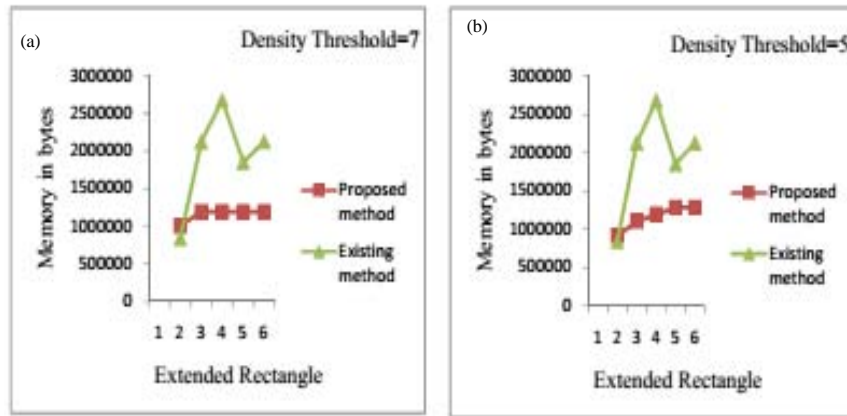 (a)
Density Threshold=7
3000000
2500000
2000000
1500000
1000000
500000
0
Memory in bytes
1 2 3 4 5 6
Extended Rectangle
Proposed
method
Existing
method
(b)
Density Threshold=5
3000000
2500000
2000000
1500000
1000000
500000
0
Memory in bytes
1 2 3 4 5 6
Extended Rectangle
Proposed
method
Existing
method